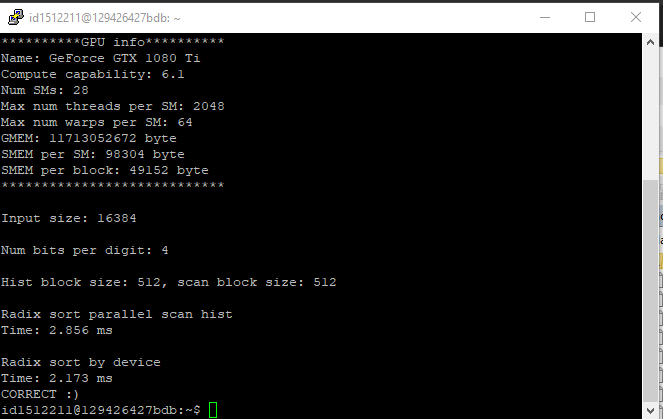 id1512211@129426427bdb: ~
**********GPU info**********
Name: GeForce GTX 1080 Ti
Compute capability: 6.1
Num SMs: 28
Max num threads per SM: 2048
Max num warps per SM: 64
GMEM: 11713052672 byte
SMEM per SM: 98304 byte
SMEM per block: 49152 byte
****************************
Input size: 16384
Num bits per digit: 4
Hist block size: 512, scan block size: 512
Radix sort parallel scan hist
Time: 2.856 ms
Radix sort by device
Time: 2.173 ms
CORRECT :)
id1512211@129426427bdb:~$